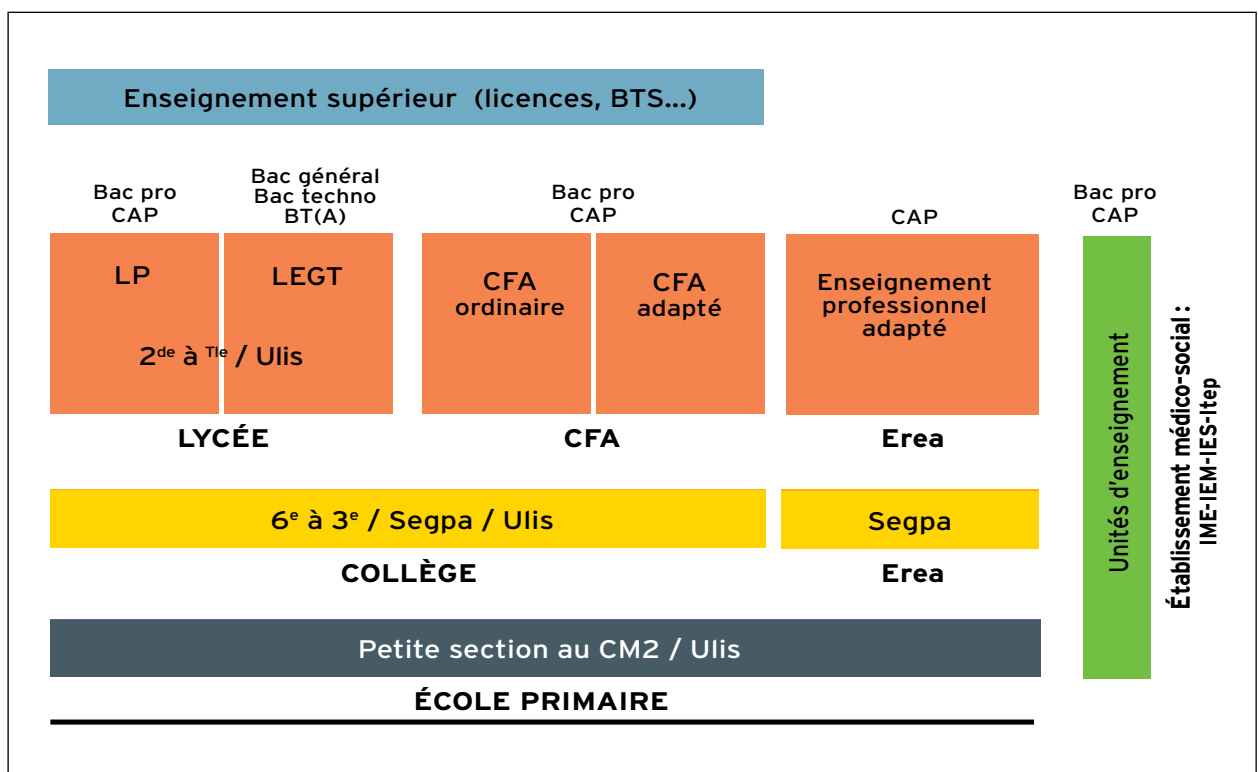 Enseignement supérieur (licences, BTS...)
Bac pro
CAP
Bac général
Bac techno
BT(A)
Bac pro
CAP
CAP
Bac pro
CAP
LP
LEGT
2de à Tle / Ulis
CFA
ordinaire
CFA
adapté
Enseignement
professionnel
adapté
LYCÉE
CFA
Erea
6e à 3e / Segpa / Ulis
Segpa
COLLÈGE
Erea
Petite section au CM2 / Ulis
ÉCOLE PRIMAIRE
Unités d'enseignement
Établissement médico-social :
IME-IEM-IES-Itep